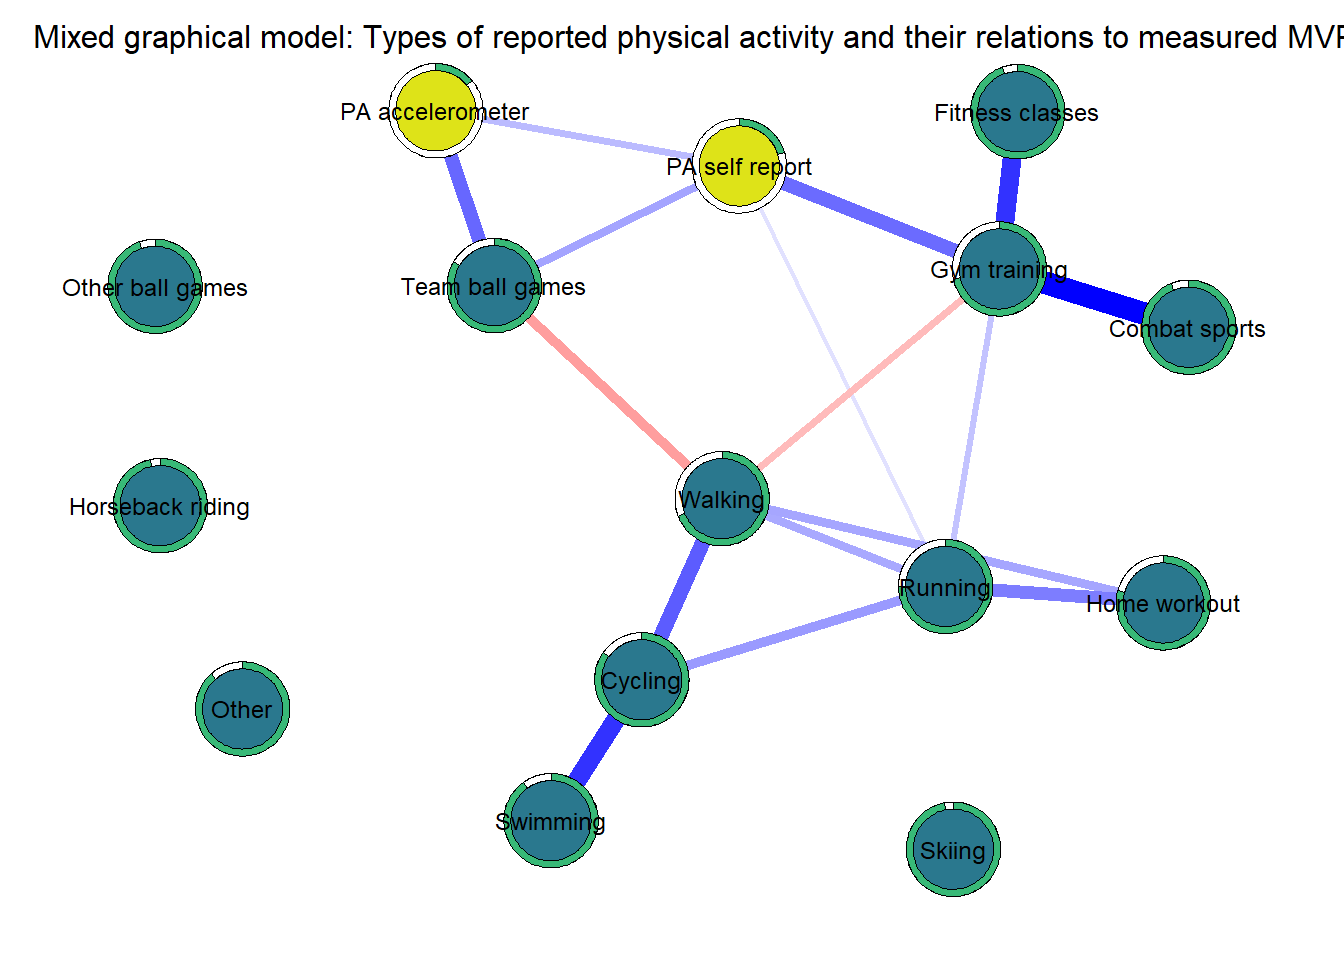 Mixed graphical model: Types of reported physical activity and their relations to measured MVP
PA accelerometer
Fitness classes
PA self report
Gym training
Other ball games
Team ball games
Combat sports
Walking
Horseback riding
Running
Home workout
Cycling
Other
Swimming
Skiing